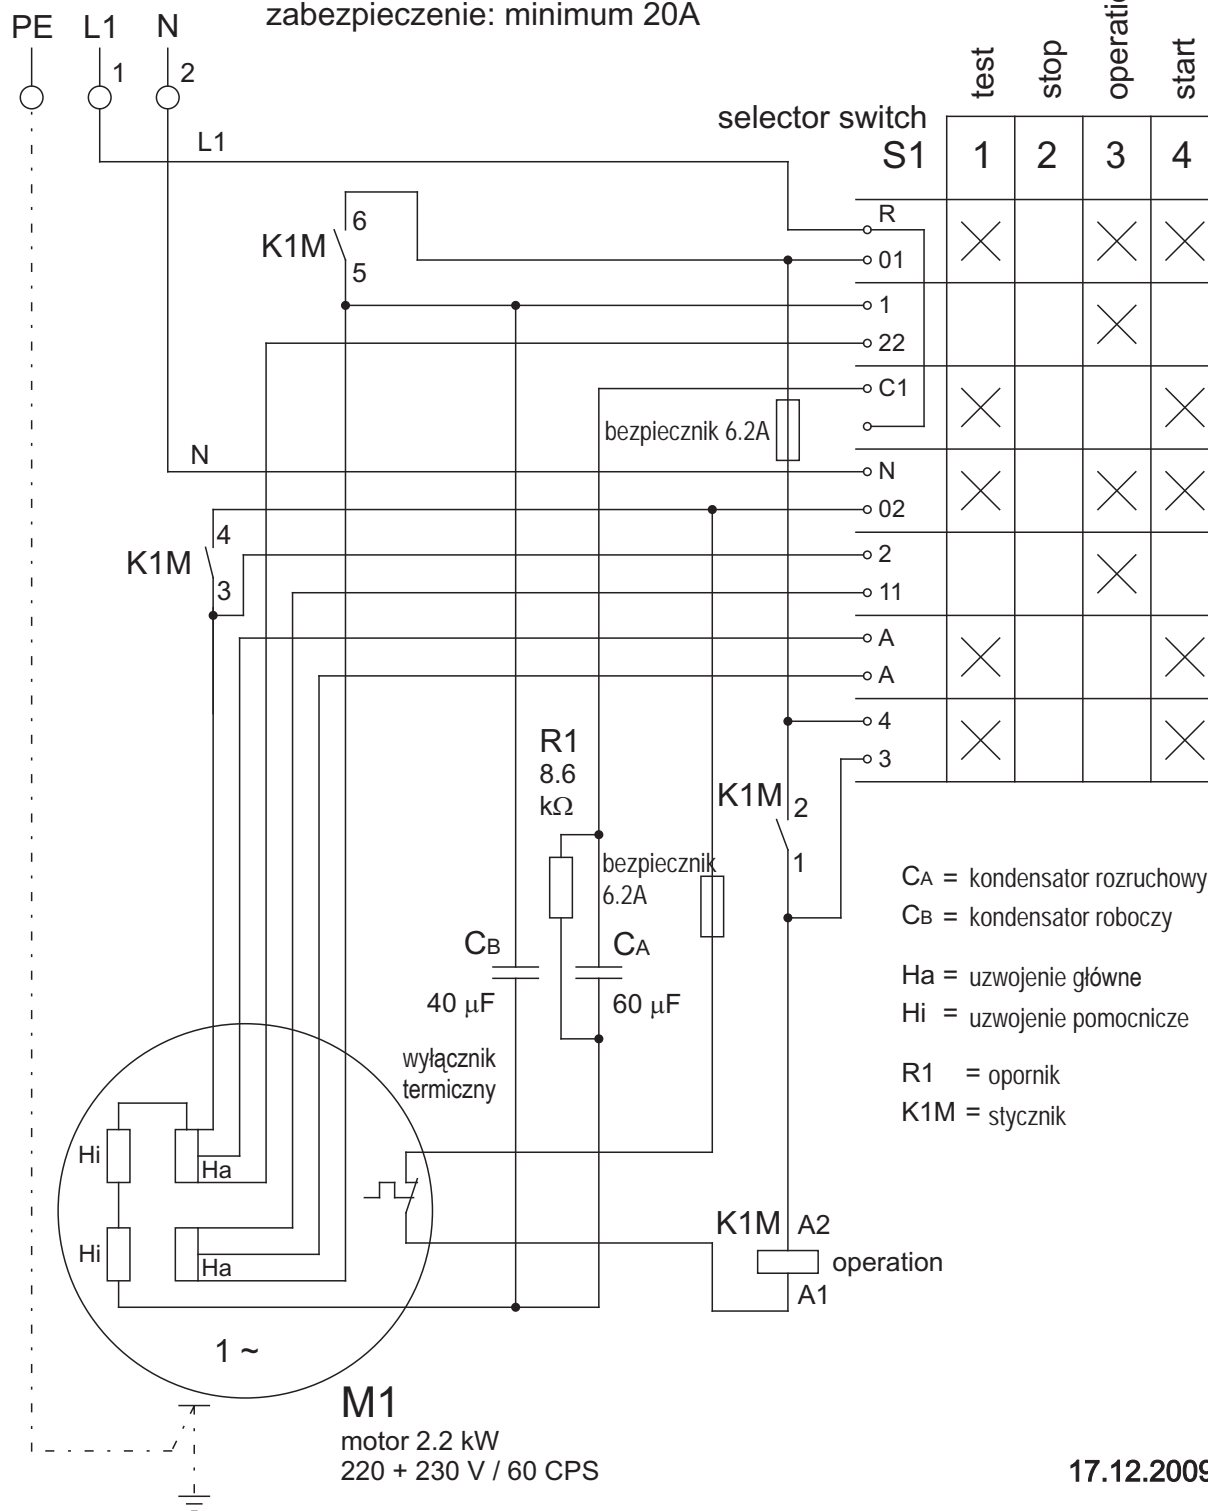 zabezpieczenie: minimum 20A
PE L1 N
1
2
test
stop
start
selector switch
S1 1 2 3 4
L1
R
6
K1M
01
5
1
22
C1
bezpiecznik 6.2A
N
N
02
4
K1M
2
3
11
A
A
4
R1
3
8.6
kΩ
K1M 2
1
bezpiecznik
6.2A
CA = kondensator rozruchowy
CB = kondensator roboczy
CB
CA
Ha = uzwojenie główne
40 µF
60 µF
Hi = uzwojenie pomocnicze
wyłącznik
termiczny
R1 = opornik
K1M = stycznik
Hi
Ha
K1M A2
operation
Hi
Ha
A1
1 ~
M1
motor 2.2 kW
220 + 230 V / 60 CPS
17.12.2009